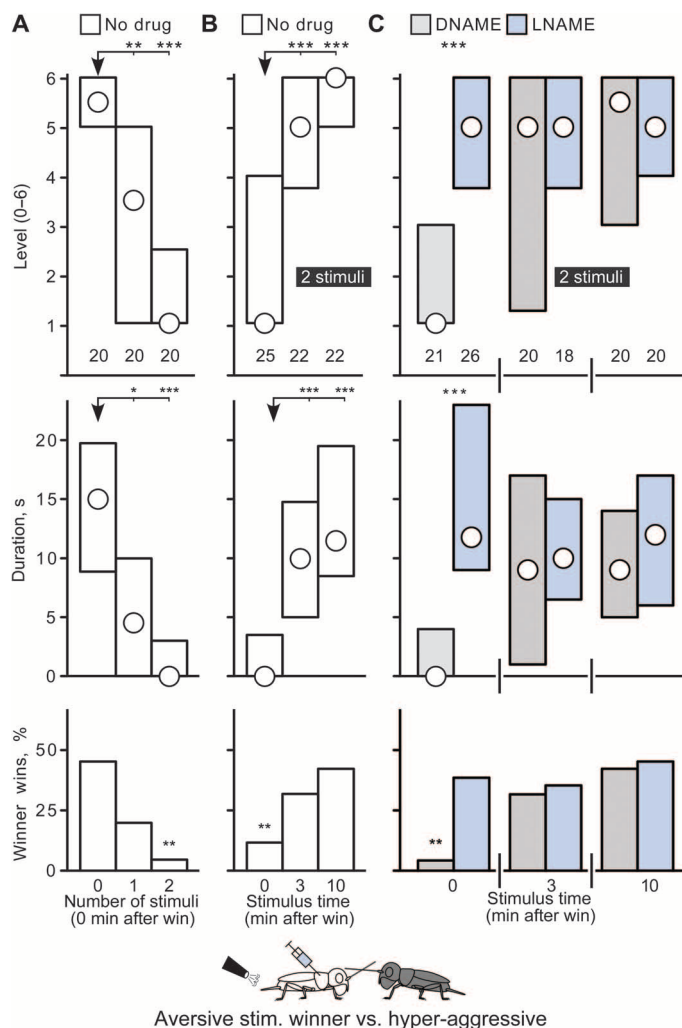 A No drug B No drug C DNAME LNAME
** *** *** *** ***
Level (0–6)
6
5
4
3
2
1
2 stimuli 2 stimuli
20 20 20 25 22 22 21 26 20 18 20 20
* *** *** *** ***
Duration, s
20
15
10
5
0
Winner wins, %
50
25
0
** ** **
0 1 2 0 3 10 0 3 10
Number of stimuli Stimulus time Stimulus time
(0 min after win) (min after win) (min after win)
Aversive stim. winner vs. hyper-aggressive